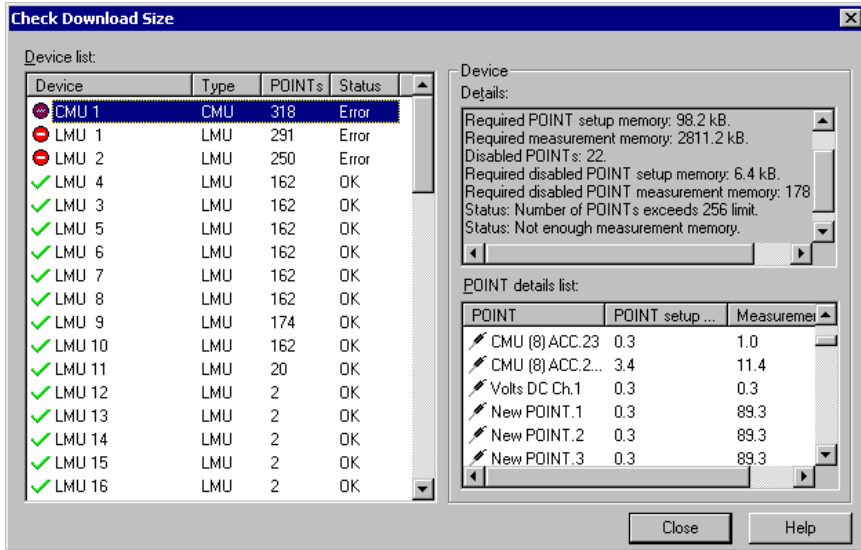 Check Download Size
Device list:
Device Type POINTs Status
CMU 1 CMU 318 Error
LMU 1 LMU 291 Error
LMU 2 LMU 250 Error
LMU 4 LMU 162 OK
LMU 3 LMU 162 OK
LMU 5 LMU 162 OK
LMU 6 LMU 162 OK
LMU 7 LMU 162 OK
LMU 8 LMU 162 OK
LMU 9 LMU 174 OK
LMU 10 LMU 162 OK
LMU 11 LMU 20 OK
LMU 12 LMU 2 OK
LMU 13 LMU 2 OK
LMU 14 LMU 2 OK
LMU 15 LMU 2 OK
LMU 16 LMU 2 OK
Device
Details:
Required POINT setup memory: 98.2 kB.
Required measurement memory: 2811.2 kB.
Disabled POINTs: 22.
Required disabled POINT setup memory: 6.4 kB.
Required disabled POINT measurement memory: 178
Status: Number of POINTs exceeds 256 limit.
Status: Not enough measurement memory.
POINT details list:
POINT POINT setup ... Measuremer
CMU (8) ACC.23 0.3 1.0
CMU (8) ACC.2... 3.4 11.4
Volts DC Ch.1 0.3 0.3
New POINT.1 0.3 89.3
New POINT.2 0.3 89.3
New POINT.3 0.3 89.3
Close Help